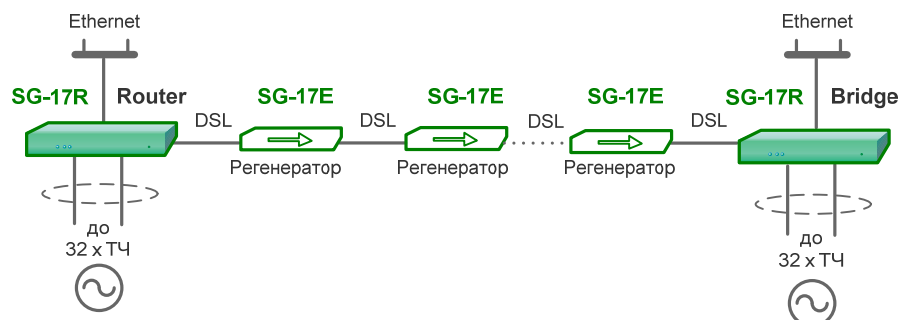 Ethernet
Ethernet
SG-17R Router
SG-17E
SG-17E
SG-17E
SG-17R Bridge
DSL
DSL
DSL
DSL
Регенератор
Регенератор
Регенератор
до
32 х ТЧ
до
32 х ТЧ